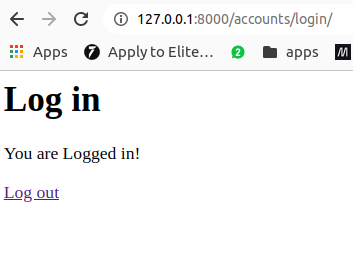 127.0.0.1:8000/accounts/login/
Apps Apply to Elite... 2 apps M
Log in
You are Logged in!
Log out